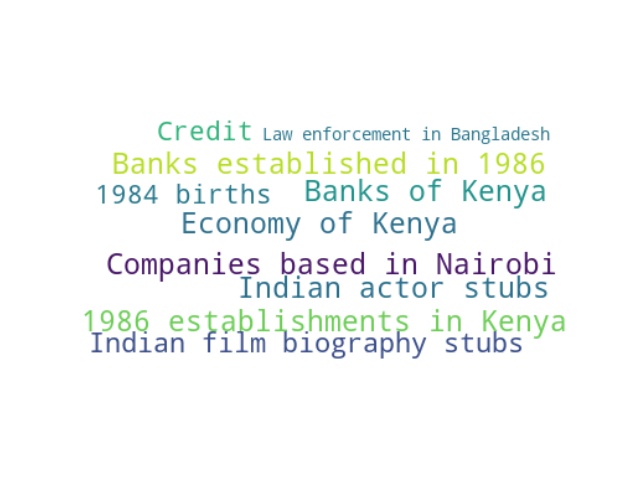 Credit Law enforcement in Bangladesh
Banks established in 1986
1984 births Banks of Kenya
Economy of Kenya
Companies based in Nairobi
Indian actor stubs
1986 establishments in Kenya
Indian film biography stubs